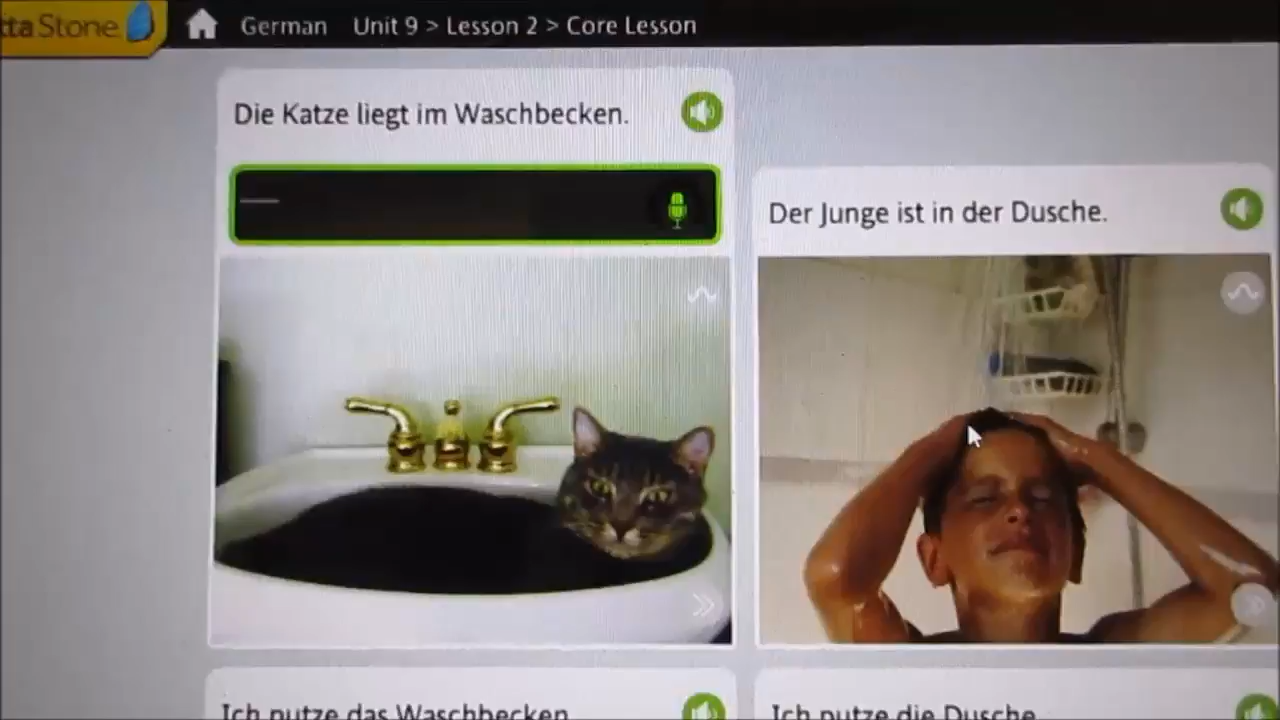 tta Stone
German Unit 9 > Lesson 2 > Core Lesson
Die Katze liegt im Waschbecken.
Der Junge ist in der Dusche.
Ich nutze das Waschbecken.
Ich nutze die Dusche.